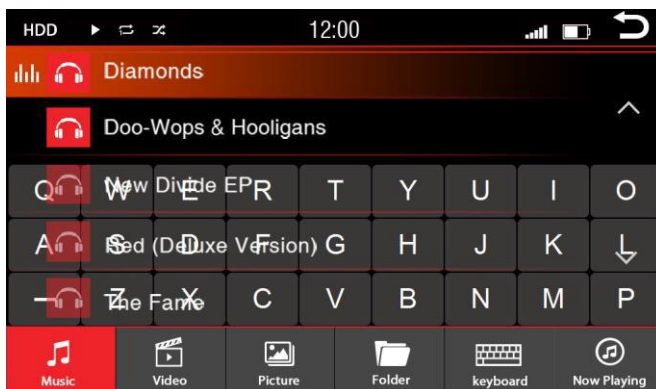 HDD 12:00
Diamonds
Doo-Wops & Hooligans
New Divide EP
Q W E R T Y U I O
Red (Deluxe Version)
A S D F G H J K L
The Fame
– Z X C V B N M P
Music Video Picture Folder keyboard Now Playing